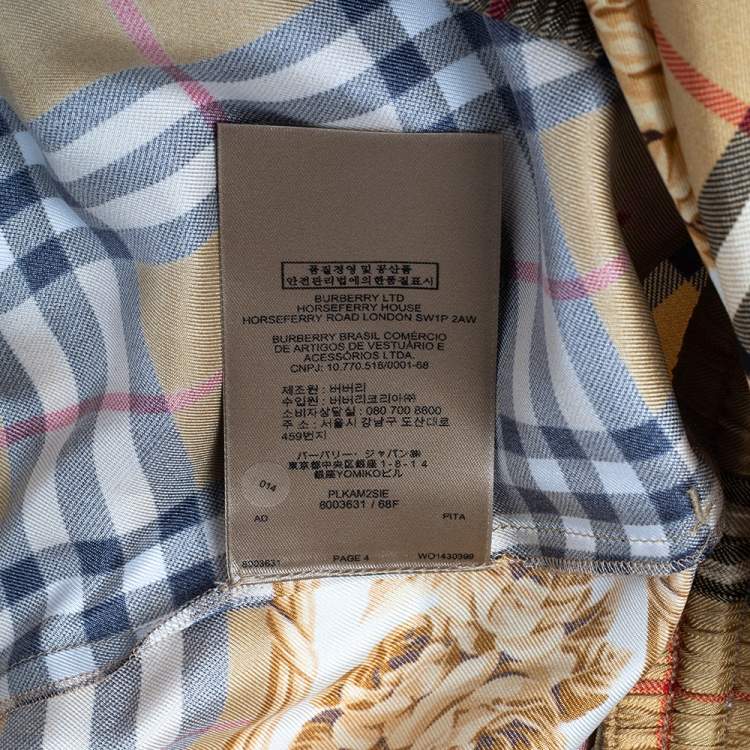 품질경영 및 공산품
안전관리법에의한품질표시
BURBERRY LTD
HORSEFERRY HOUSE
HORSEFERRY ROAD LONDON SW1P 2AW
BURBERRY BRASIL COMÉRCIO
DE ARTIGOS DE VESTUÁRIO E
ACESSÓRIOS LTDA.
CNPJ: 10.770.518/0001-68
제조원 : 버버리
수입원 : 버버리코리아㈜
소비자상담실 : 080 700 8800
주 소 : 서울시 강남구 도산대로
459번지
バーバリー・ジャパン㈱
東京都中央区銀座 1 - 8 - 1 4
銀座YOMIKOビル
014
PLKAM2SIE
8003631 / 68F
AD PITA
8003631 PAGE 4 WO1430399